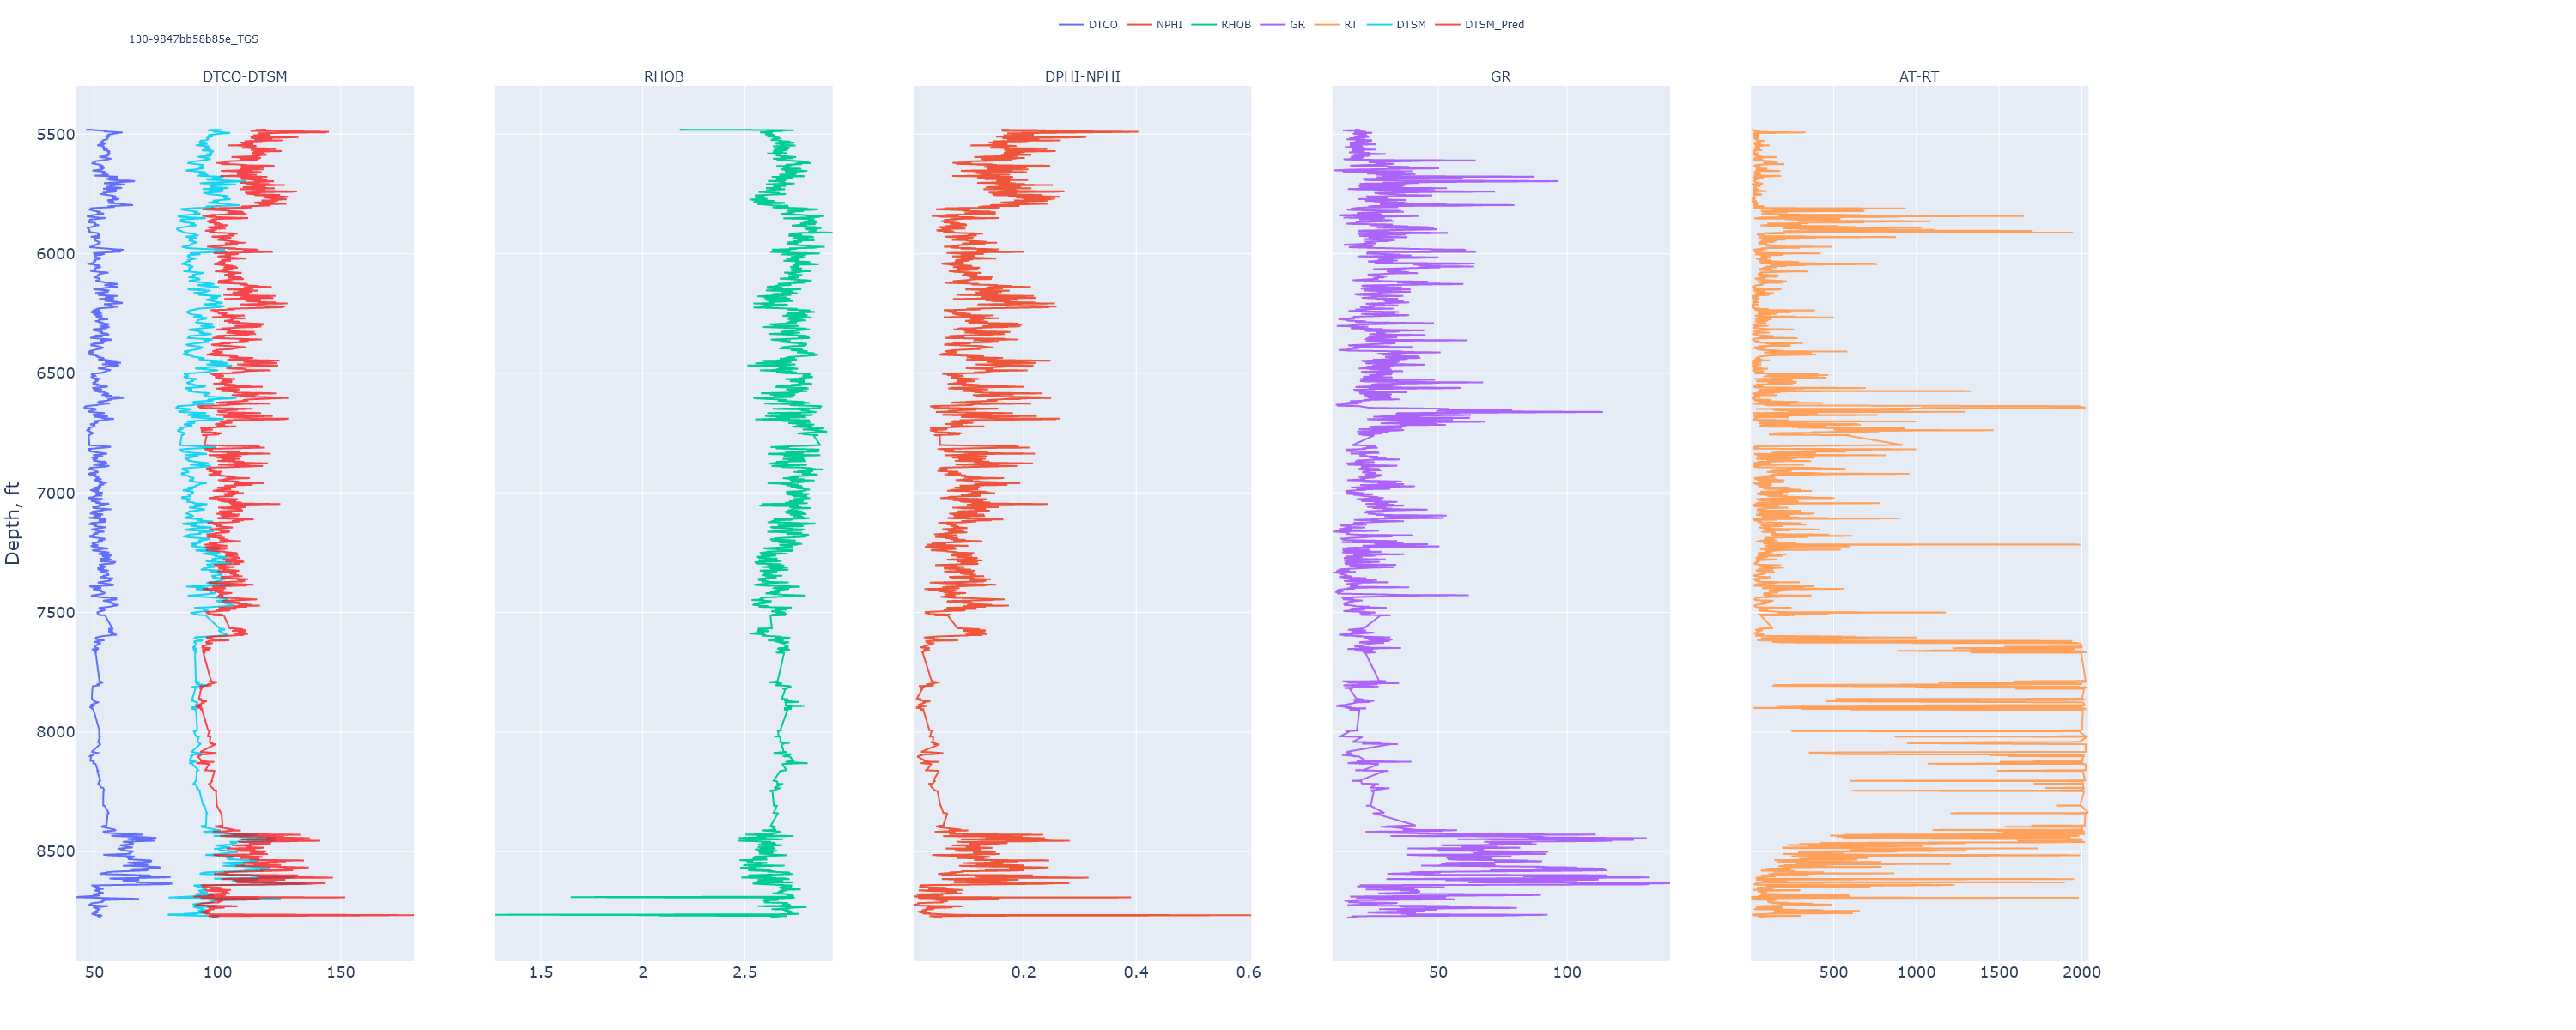 DTCO NPHI RHOB GR RT DTSM DTSM_Pred
130-9847bb58b85e_TGS
DTCO-DTSM RHOB DPHI-NPHI GR AT-RT
Depth, ft
5500
6000
6500
7000
7500
8000
8500
50 100 150 1.5 2 2.5 0.2 0.4 0.6 50 100 500 1000 1500 2000